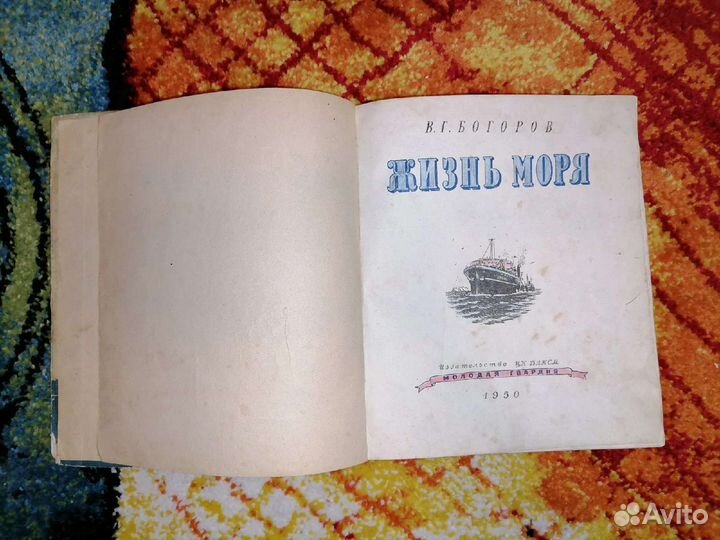 В.Г. БОГОРОВ
ЖИЗНЬ МОРЯ
Издательство ЦК ВЛКСМ
МОЛОДАЯ ГВАРДИЯ
1950
Avito